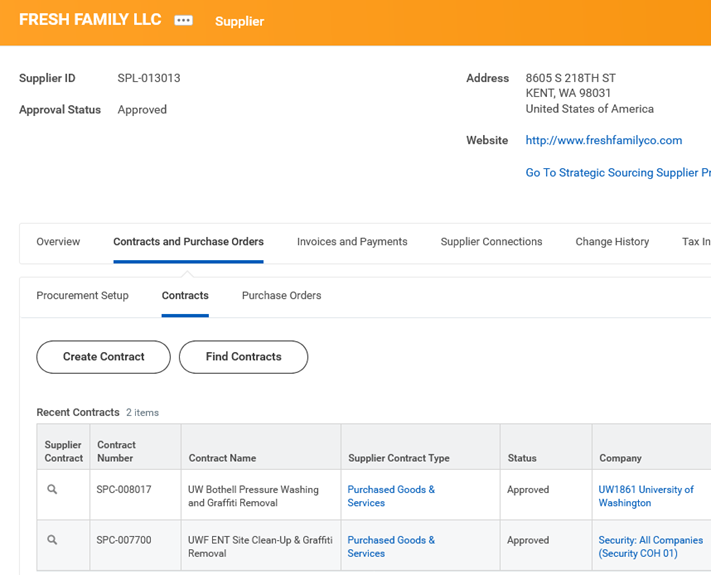 FRESH FAMILY LLC Supplier
Supplier ID SPL-013013
Approval Status Approved
Address 8605 S 218TH ST
KENT, WA 98031
United States of America
Website http://www.freshfamilyco.com
Go To Strategic Sourcing Supplier
Overview Contracts and Purchase Orders Invoices and Payments Supplier Connections Change History Tax In
Procurement Setup Contracts Purchase Orders
Create Contract Find Contracts
Recent Contracts 2 items
Supplier Contract Contract Number Contract Name Supplier Contract Type Status Company
SPC-008017 UW Bothell Pressure Washing and Graffiti Removal Purchased Goods & Services Approved UW1861 University of Washington
SPC-007700 UWF ENT Site Clean-Up & Graffiti Removal Purchased Goods & Services Approved Security: All Companies (Security COH 01)